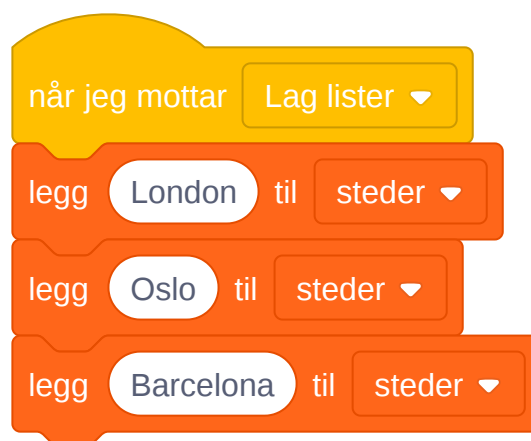 når jeg mottar Lag lister
legg London til steder
legg Oslo til steder
legg Barcelona til steder